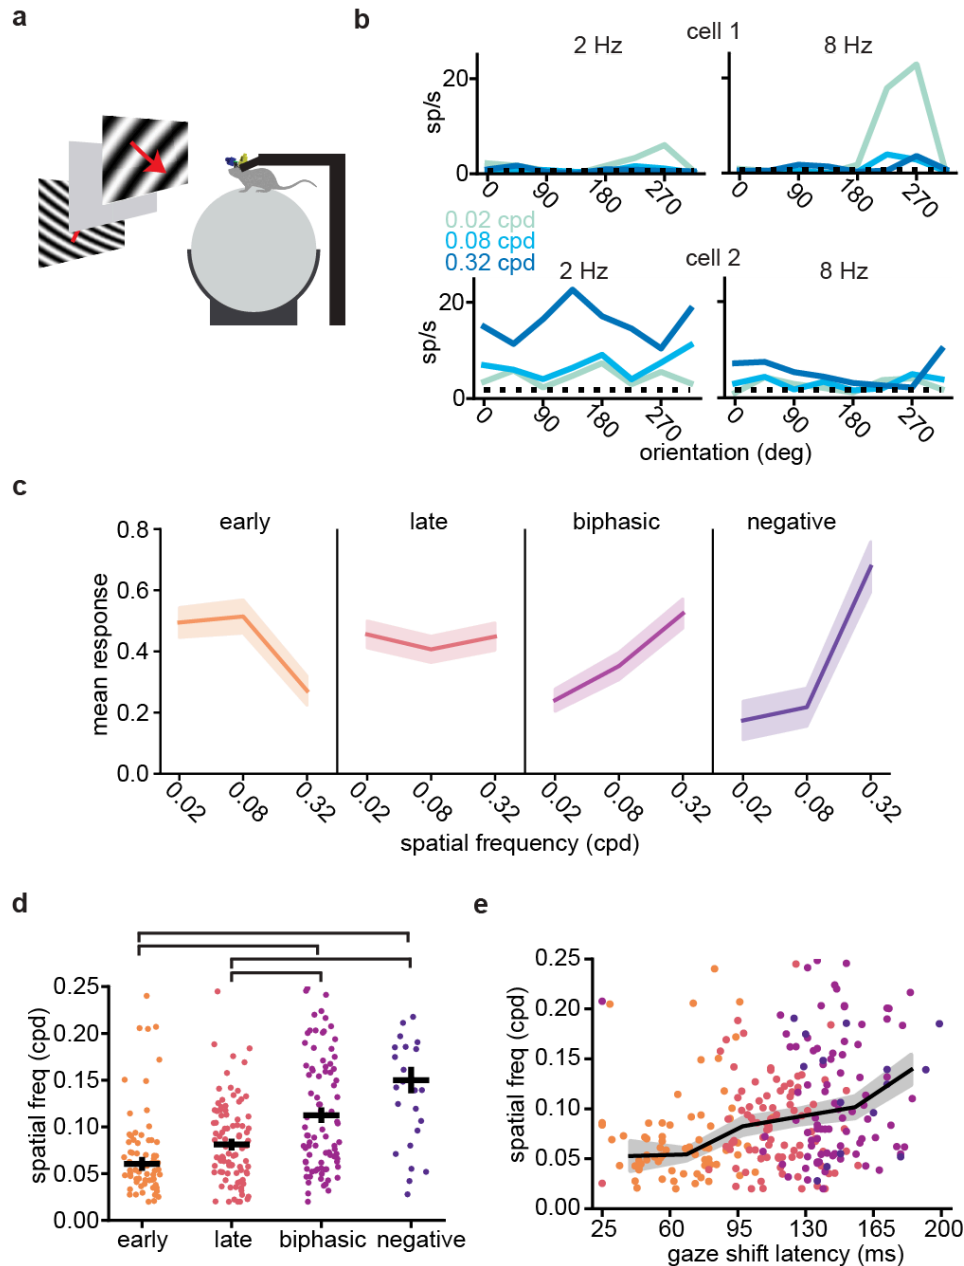 a
b
cell 1
2 Hz
8 Hz
sp/s
20
0
0
90
180
270
0
90
180
270
0.02 cpd
0.08 cpd
0.32 cpd
cell 2
2 Hz
8 Hz
sp/s
20
0
0
90
180
270
0
90
180
270
orientation (deg)
c
early
late
biphasic
negative
mean response
0.8
0.6
0.4
0.2
0.0
0.02
0.08
0.32
0.02
0.08
0.32
0.02
0.08
0.32
0.02
0.08
0.32
spatial frequency (cpd)
d
spatial freq (cpd)
0.25
0.20
0.15
0.10
0.05
0.00
early
late
biphasic
negative
e
spatial freq (cpd)
0.25
0.20
0.15
0.10
0.05
0.00
25
60
95
130
165
200
gaze shift latency (ms)